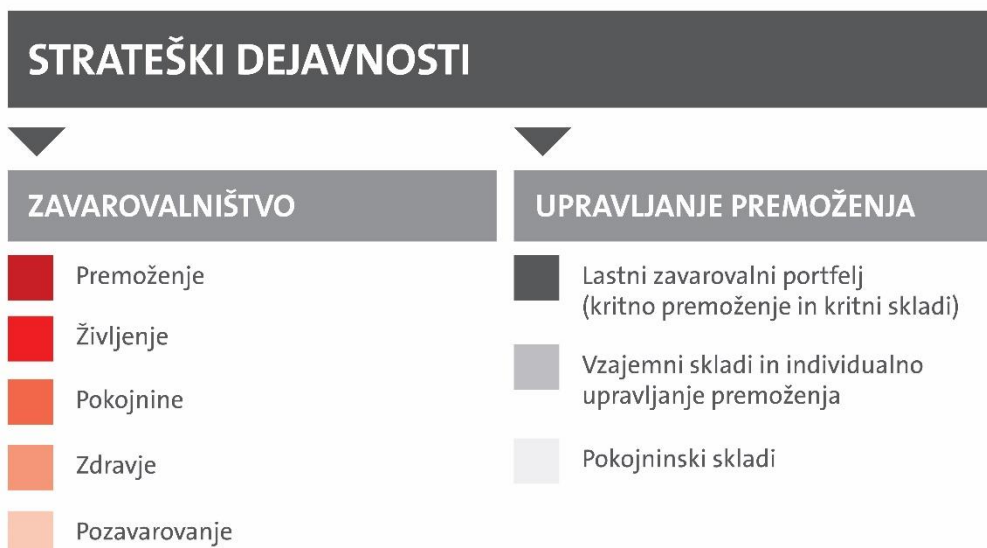 STRATEŠKI DEJAVNOSTI
ZAVAROVALNIŠTVO
Premoženje
Življenje
Pokojnine
Zdravje
Pozavarovanje
UPRAVLJANJE PREMOŽENJA
Lastni zavarovalni portfelj
(kritno premoženje in kritni skladi)
Vzajemni skladi in individualno
upravljanje premoženja
Pokojninski skladi